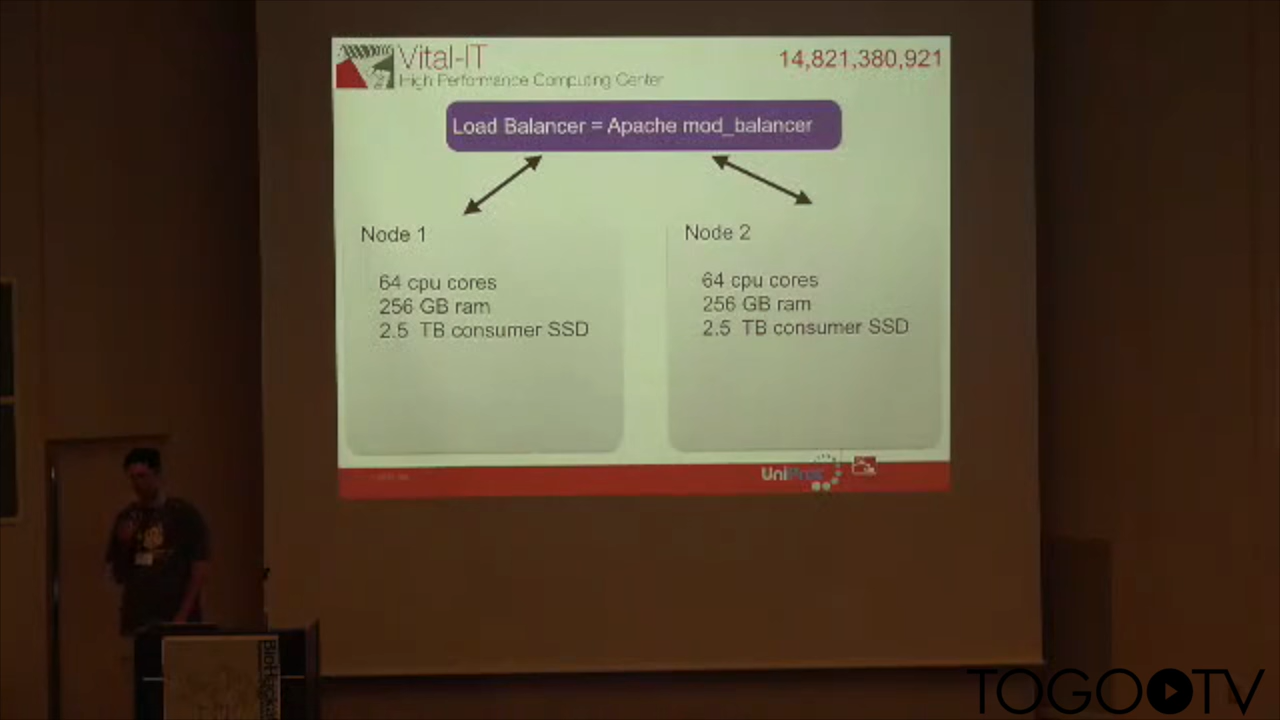 Vital-IT
High Performance Computing Center
14,821,380,921
Load Balancer = Apache mod_balancer
Node 1
64 cpu cores
256 GB ram
2.5 TB consumer SSD
Node 2
64 cpu cores
256 GB ram
2.5 TB consumer SSD
UniProt
TOGO TV